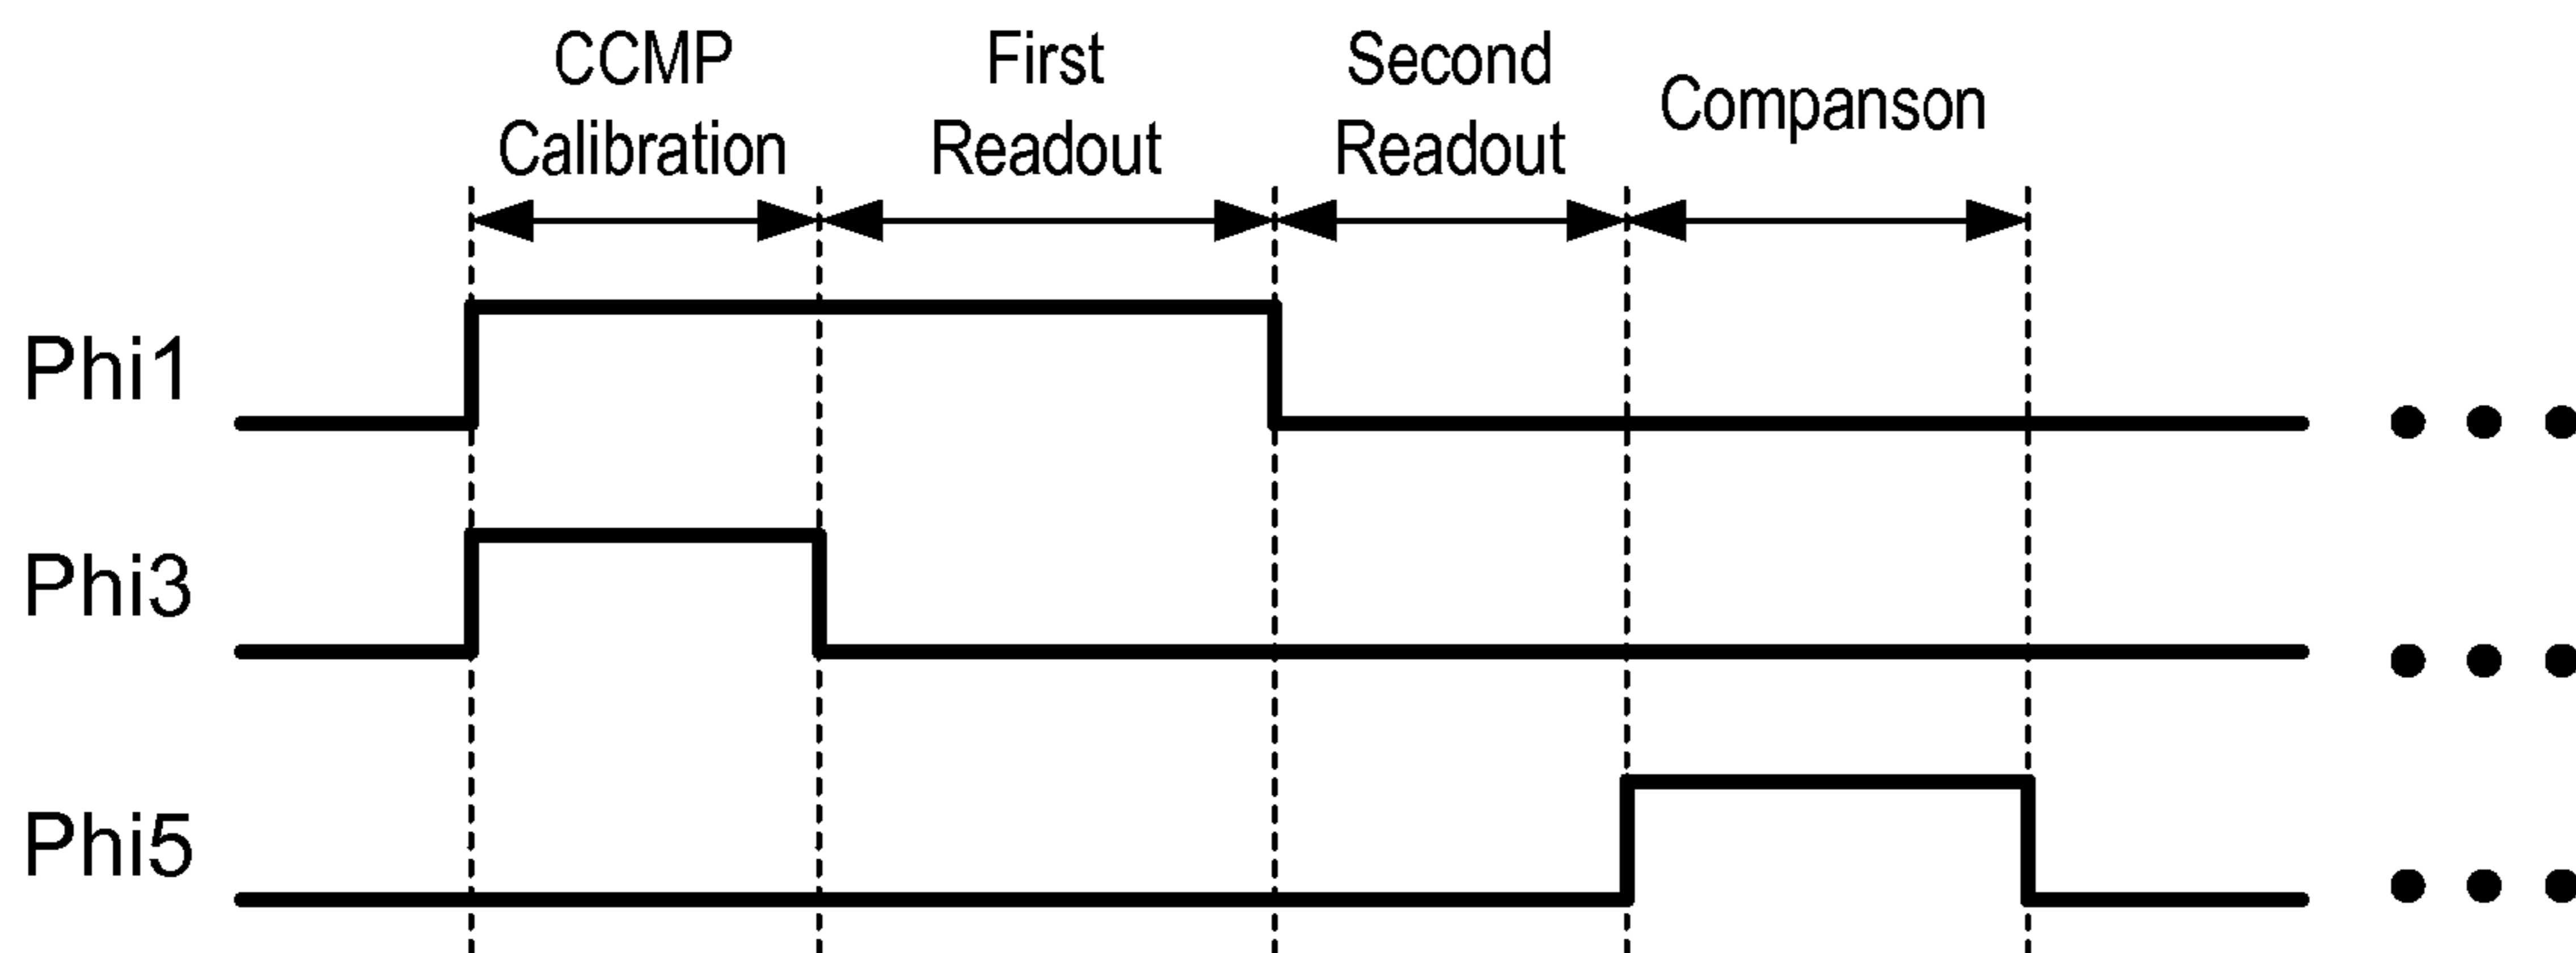 CCMP
Calibration
First
Readout
Second
Readout
Companson
Phi1
Phi3
Phi5